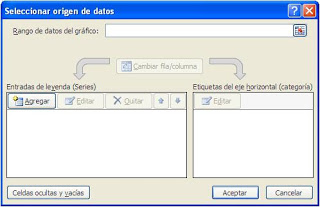 Seleccionar origen de datos
Rango de datos del gráfico:
Cambiar fila/columna
Entradas de leyenda (Series)
Etiquetas del eje horizontal (categoría)
Agregar Editar Quitar
Editar
Celdas ocultas y vacías
Aceptar Cancelar